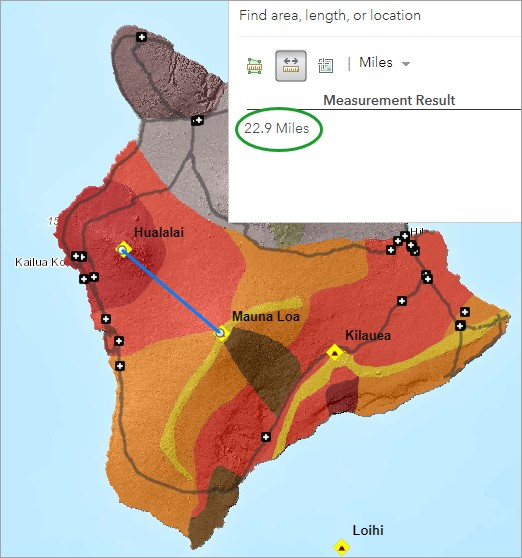 Find area, length, or location
Miles
Measurement Result
22.9 Miles
Hualalai
Kailua Ko
Mauna Loa
Kilauea
Loihi